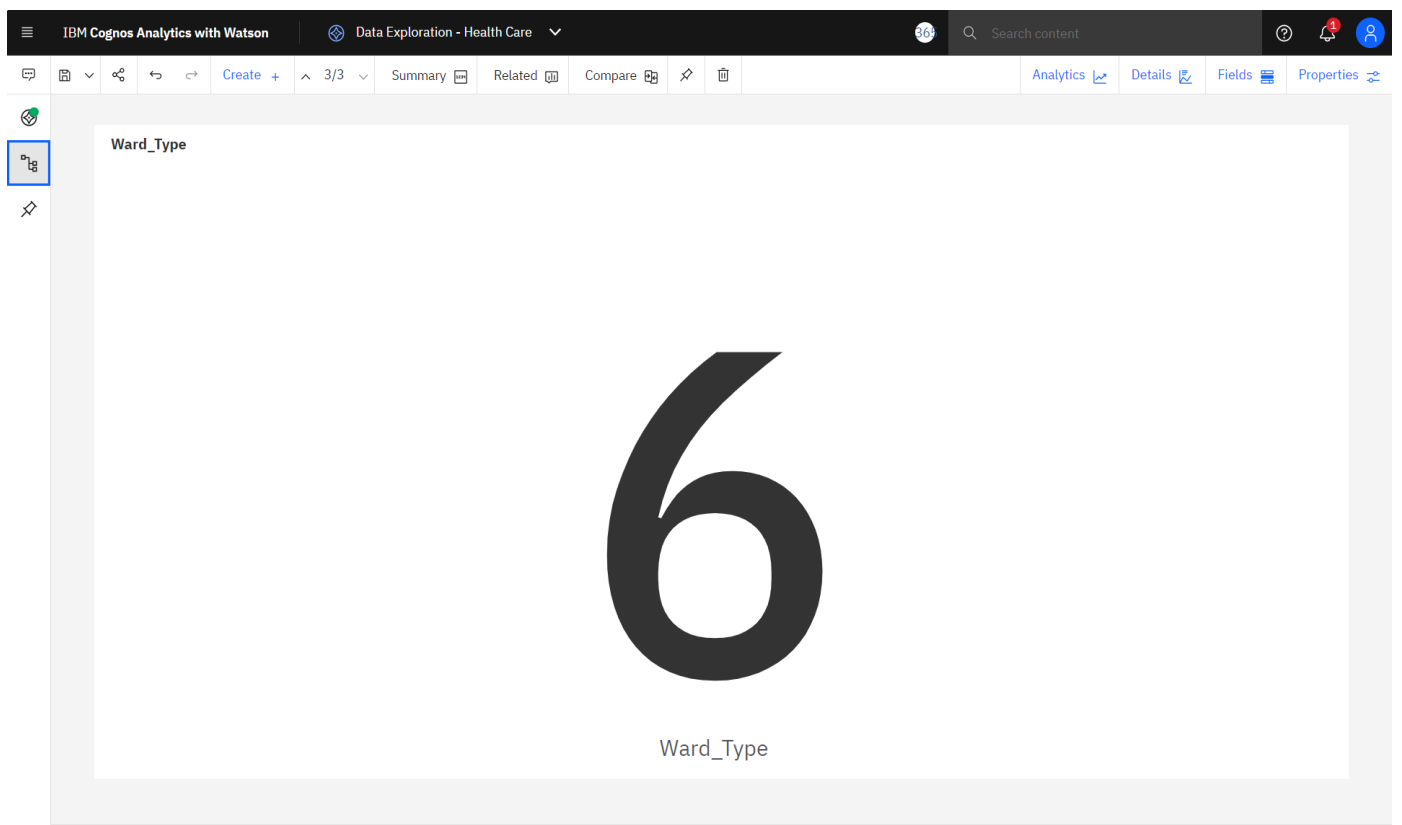 IBM Cognos Analytics with Watson
Data Exploration - Health Care
365
Search content
1
Create +
3/3
Summary
Related
Compare
Analytics
Details
Fields
Properties
Ward_Type
6
Ward_Type